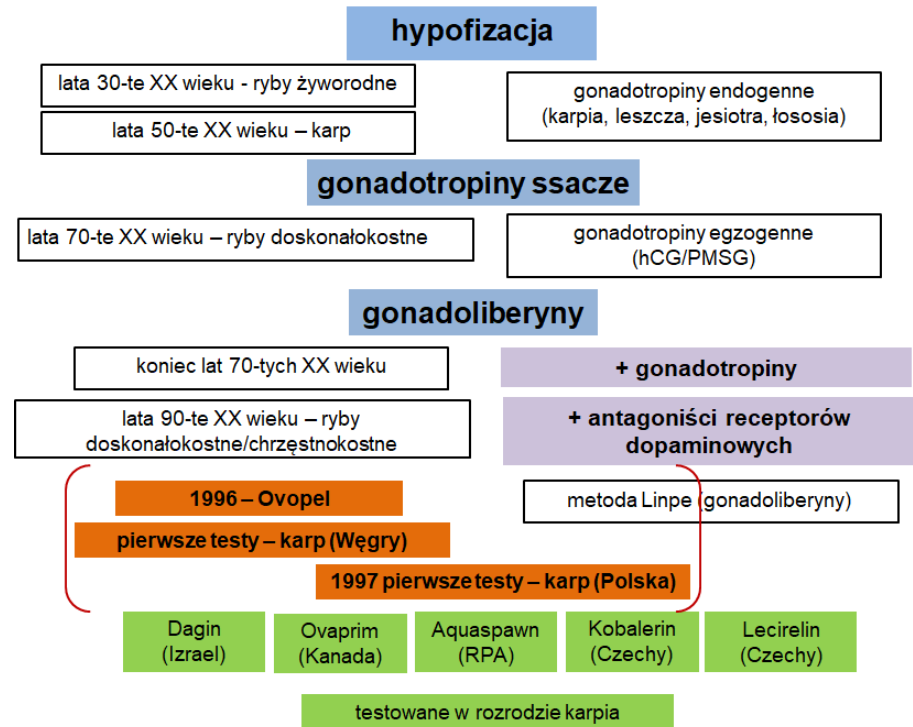 hypofizacja
lata 30-te XX wieku - ryby żyworodne
lata 50-te XX wieku – karp
gonadotropiny endogenne
(karpia, leszcza, jesiotra, łososia)
gonadotropiny ssacze
lata 70-te XX wieku – ryby doskonałokostne
gonadotropiny egzogenne
(hCG/PMSG)
gonadoliberyny
koniec lat 70-tych XX wieku
+ gonadotropiny
lata 90-te XX wieku – ryby
doskonałokostne/chrzęstnokostne
+ antagoniści receptorów
dopaminowych
1996 – Ovopel
metoda Linpe (gonadoliberyny)
pierwsze testy – karp (Węgry)
1997 pierwsze testy – karp (Polska)
Dagin
(Izrael)
Ovaprim
(Kanada)
Aquaspawn
(RPA)
Kobalerin
(Czechy)
Lecirelin
(Czechy)
testowane w rozrodzie karpia